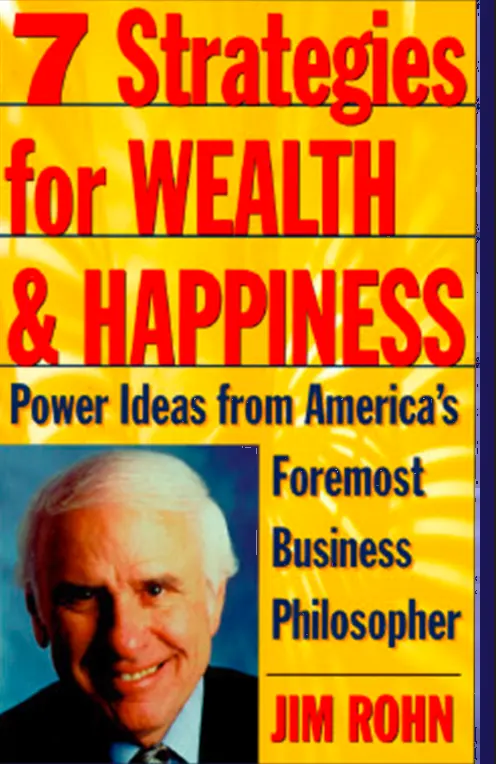 7 Strategies
for WEALTH
& HAPPINESS
Power Ideas from America's
Foremost
Business
Philosopher
JIM ROHN